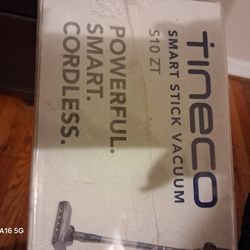 tineco
SMART STICK VACUUM
S10 ZT
POWERFUL.
SMART.
CORDLESS.
A16 5G